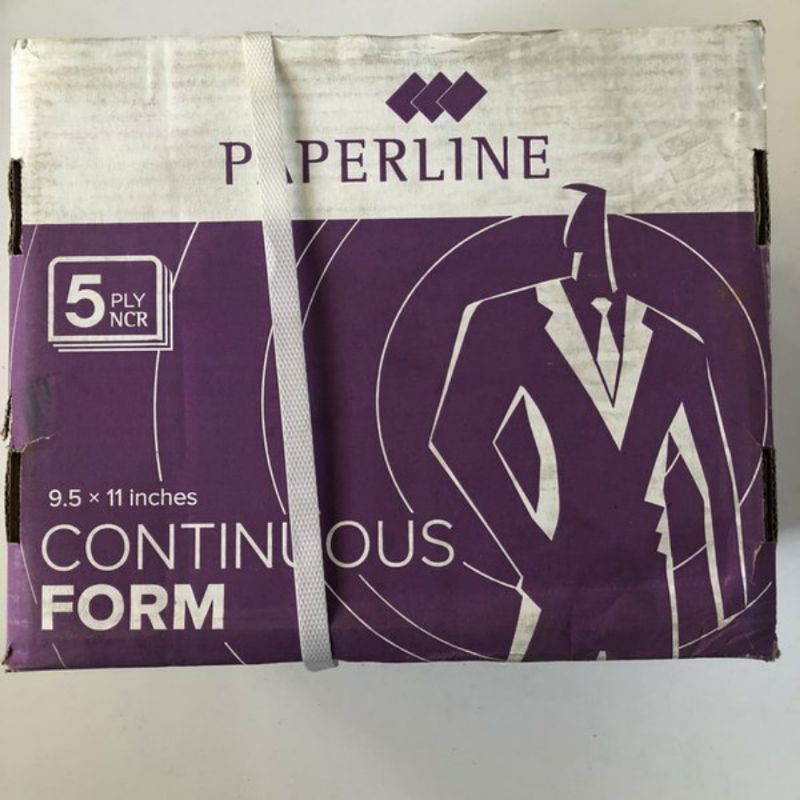 PAPERLINE
5 PLY
NCR
9.5 × 11 inches
CONTINUOUS
FORM